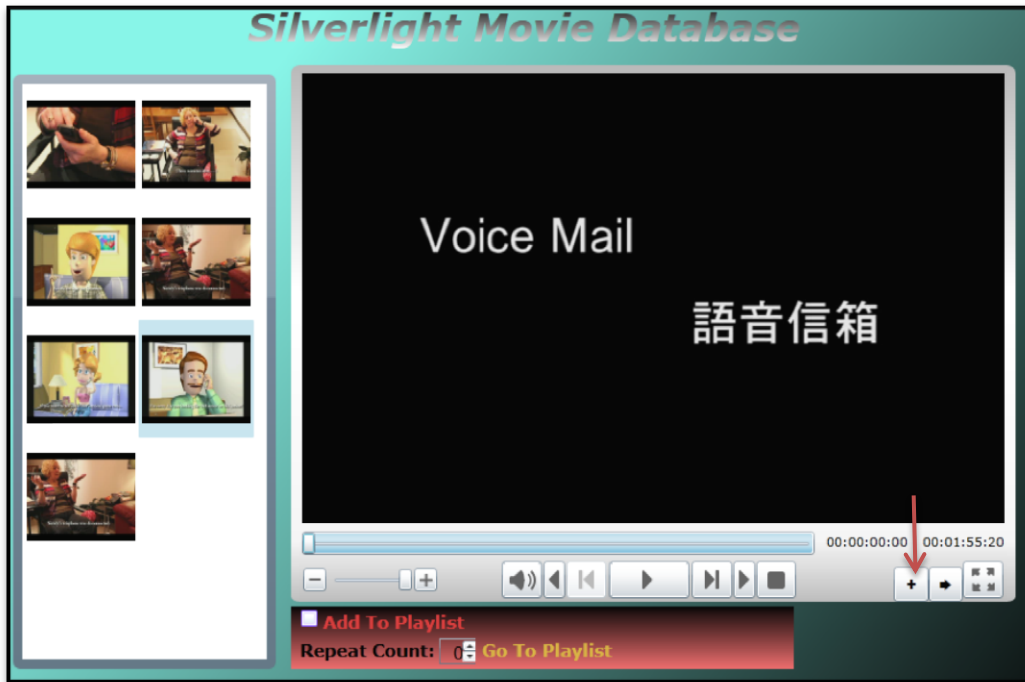 Silverlight Movie Database
Voice Mail
語音信箱
00:00:00:00 00:01:55:20
Add To Playlist
Repeat Count: 0 Go To Playlist